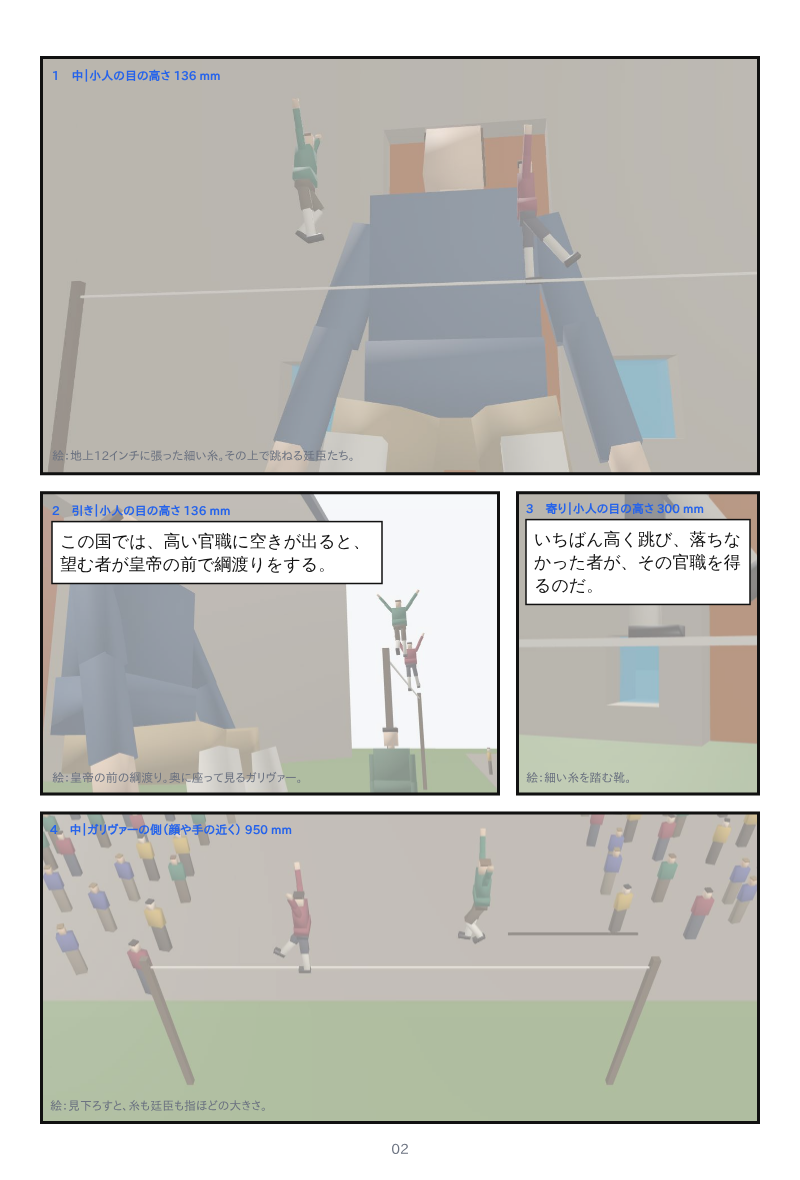 1 中|小人の目の高さ 136 mm
絵:地上12インチに張った細い糸。その上で跳ねる廷臣たち。
2 引き|小人の目の高さ 136 mm
この国では、高い官職に空きが出ると、
望む者が皇帝の前で綱渡りをする。
絵:皇帝の前の綱渡り。奥に座って見るガリヴァー。
3 寄り|小人の目の高さ 300 mm
いちばん高く跳び、落ちな
かった者が、その官職を得
るのだ。
絵:細い糸を踏む靴。
4 中|ガリヴァーの側(顔や手の近く) 950 mm
絵:見下ろすと、糸も廷臣も指ほどの大きさ。
02